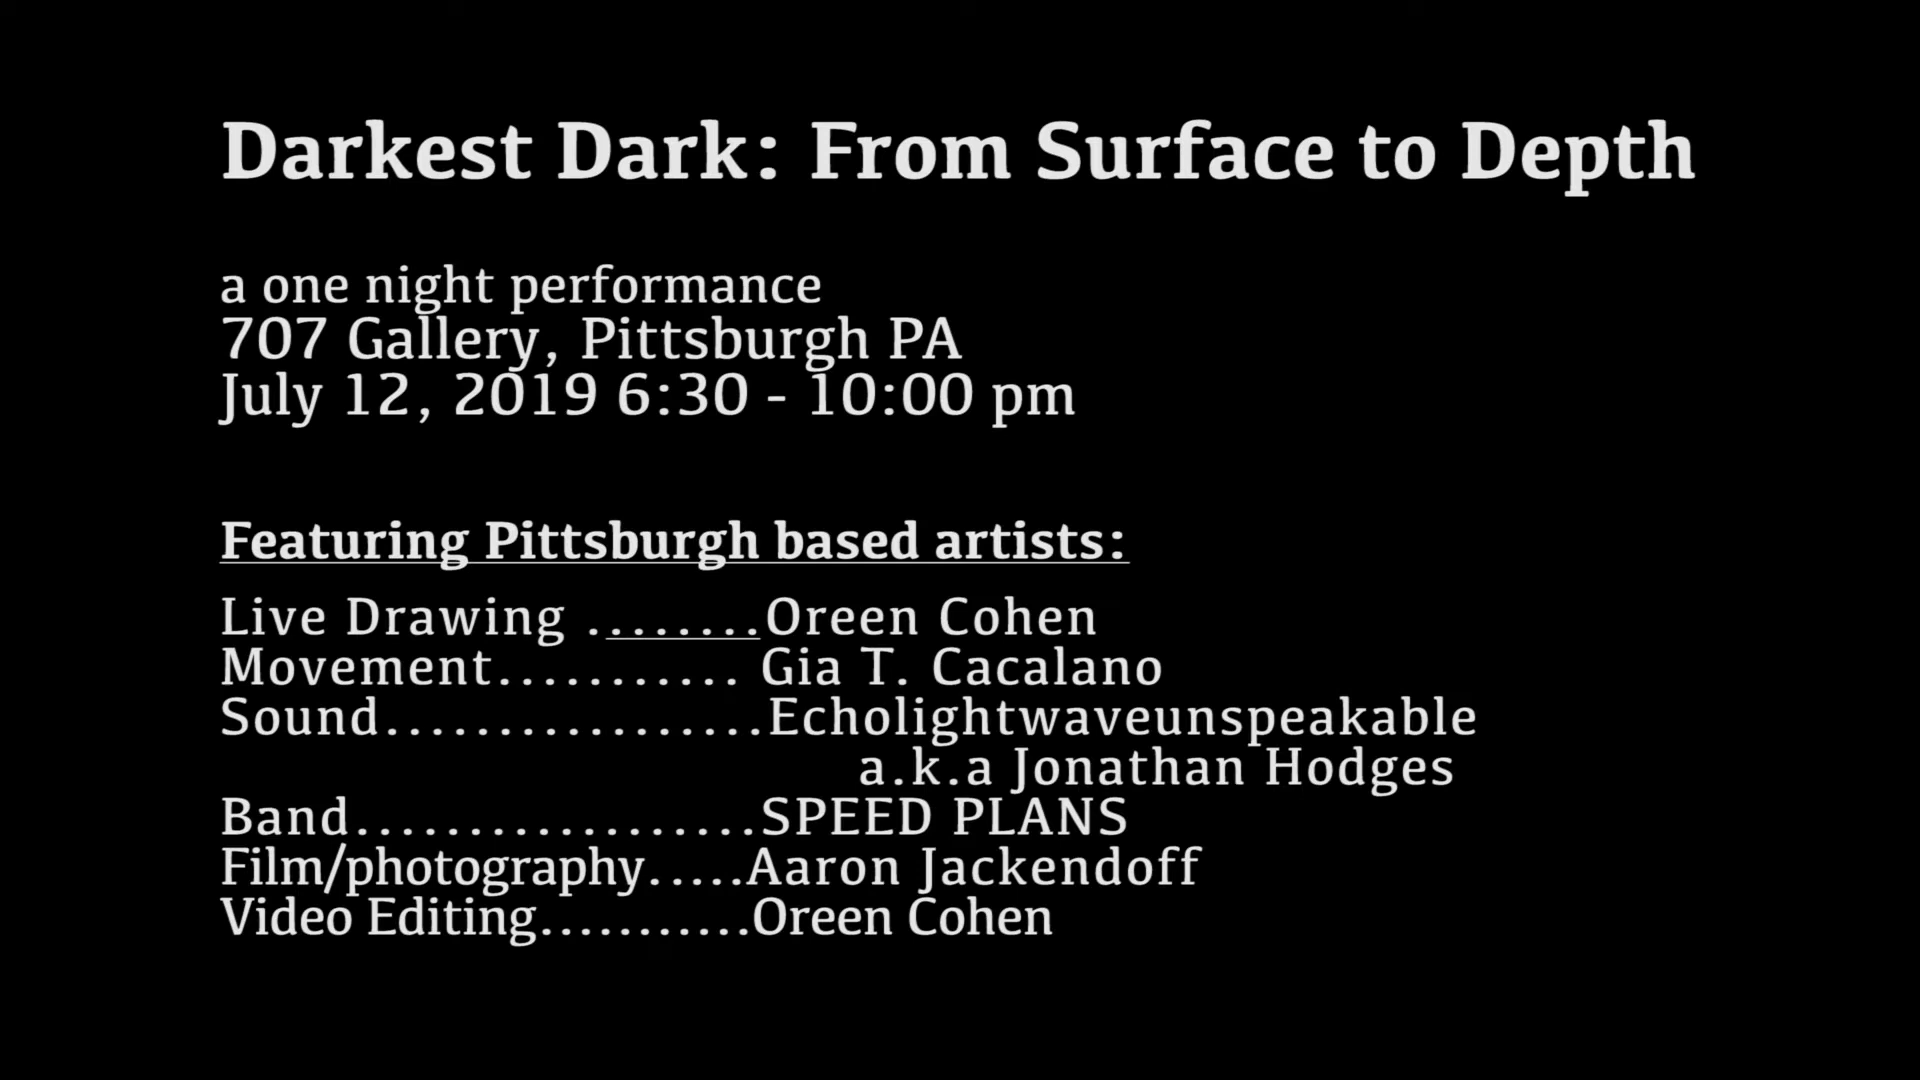 Darkest Dark: From Surface to Depth
a one night performance
707 Gallery, Pittsburgh PA
July 12, 2019 6:30 - 10:00 pm
Featuring Pittsburgh based artists:
Live Drawing .........Oreen Cohen
Movement........... Gia T. Cacalano
Sound.................Echolightwaveunspeakable
a.k.a Jonathan Hodges
Band..................SPEED PLANS
Film/photography.....Aaron Jackendoff
Video Editing...........Oreen Cohen